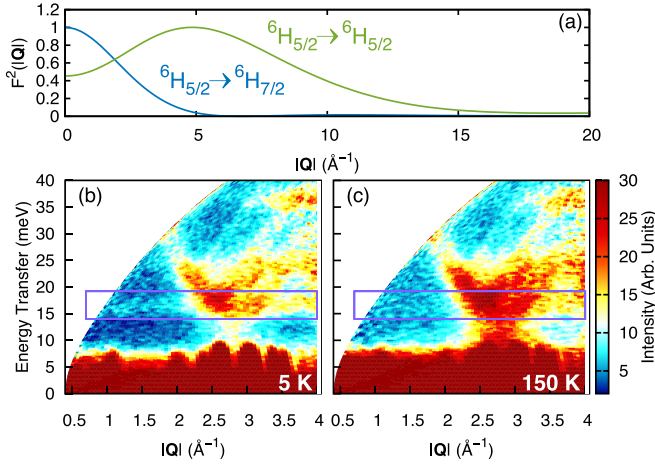 (a)
1.2
1
0.8
0.6
0.4
0.2
0
F²(|Q|)
⁶H₅/₂→⁶H₅/₂
⁶H₅/₂→⁶H₇/₂
0 5 10 15 20
|Q| (Å⁻¹)
(b)
(c)
40
35
30
25
20
15
10
5
0
Energy Transfer (meV)
5 K
150 K
0.5 1 1.5 2 2.5 3 3.5 4
0.5 1 1.5 2 2.5 3 3.5 4
|Q| (Å⁻¹)
|Q| (Å⁻¹)
30
25
20
15
10
5
Intensity (Arb. Units)